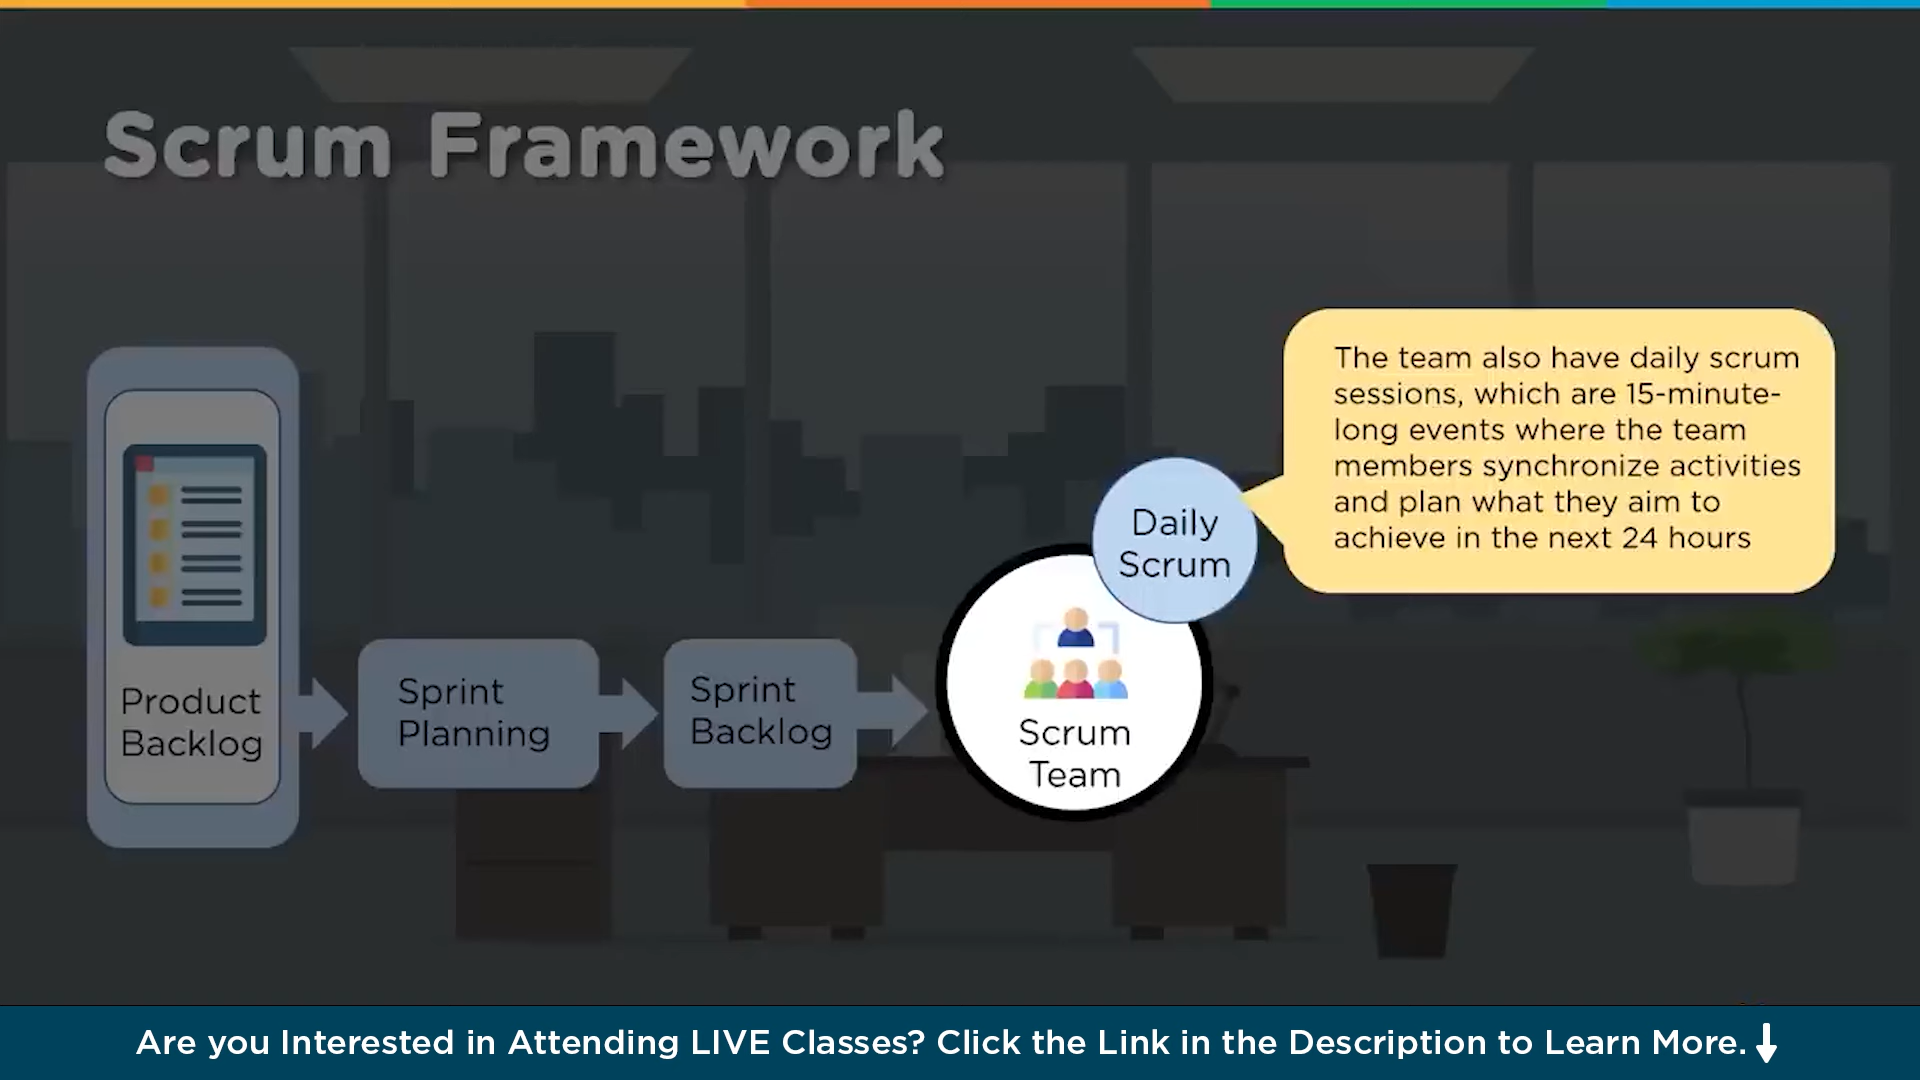 Scrum Framework
The team also have daily scrum
sessions, which are 15-minute-
long events where the team
members synchronize activities
and plan what they aim to
achieve in the next 24 hours
Daily
Scrum
Product
Backlog
Sprint
Planning
Sprint
Backlog
Scrum
Team
Are you Interested in Attending LIVE Classes? Click the Link in the Description to Learn More.